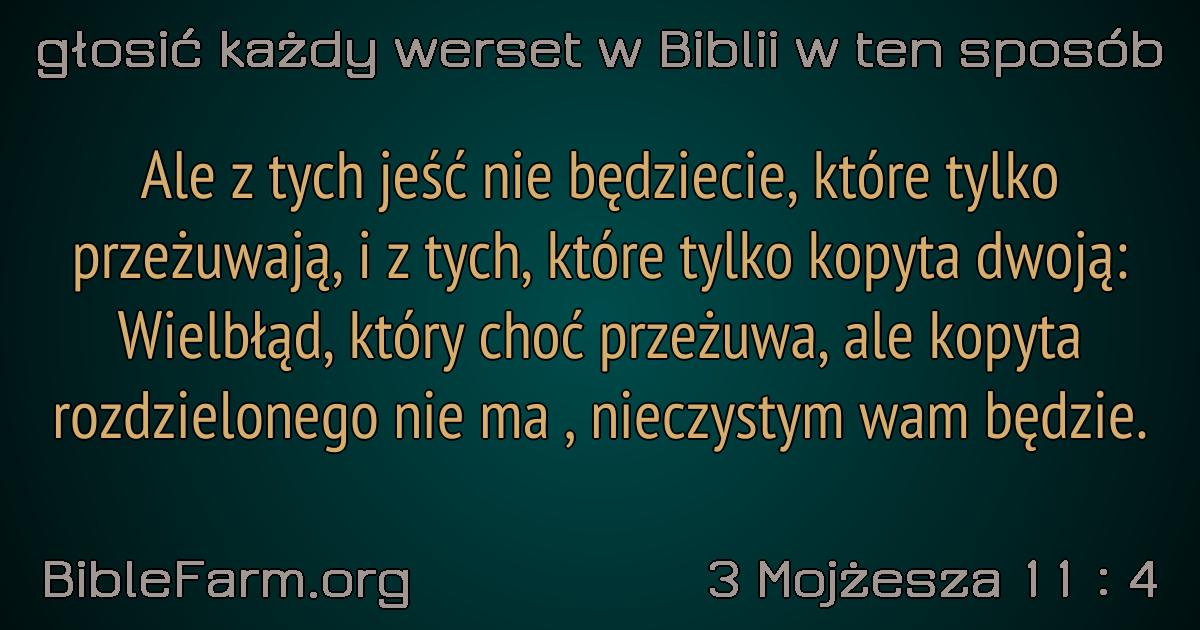 głosić każdy werset w Biblii w ten sposób
Ale z tych jeść nie będziecie, które tylko
przeżuwają, i z tych, które tylko kopyta dwoją:
Wielbłąd, który choć przeżuwa, ale kopyta
rozdzielonego nie ma , nieczystym wam będzie.
BibleFarm.org
3 Mojżesza 11 : 4